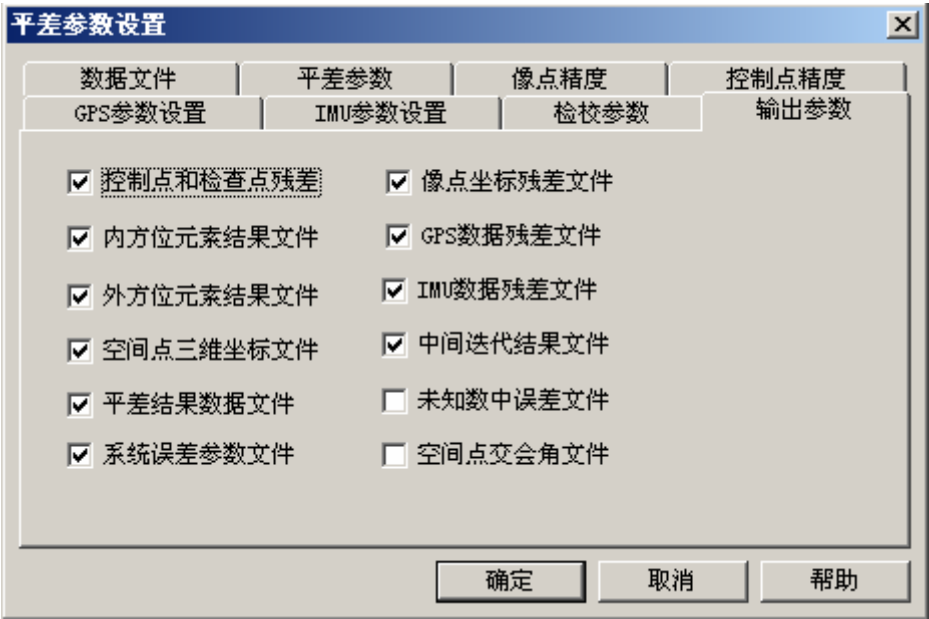 平差参数设置
数据文件 平差参数 像点精度 控制点精度
GPS参数设置 IMU参数设置 检校参数 输出参数
控制点和检查点残差 像点坐标残差文件
内方位元素结果文件 GPS数据残差文件
外方位元素结果文件 IMU数据残差文件
空间点三维坐标文件 中间迭代结果文件
平差结果数据文件 未知数中误差文件
系统误差参数文件 空间点交会角文件
确定 取消 帮助